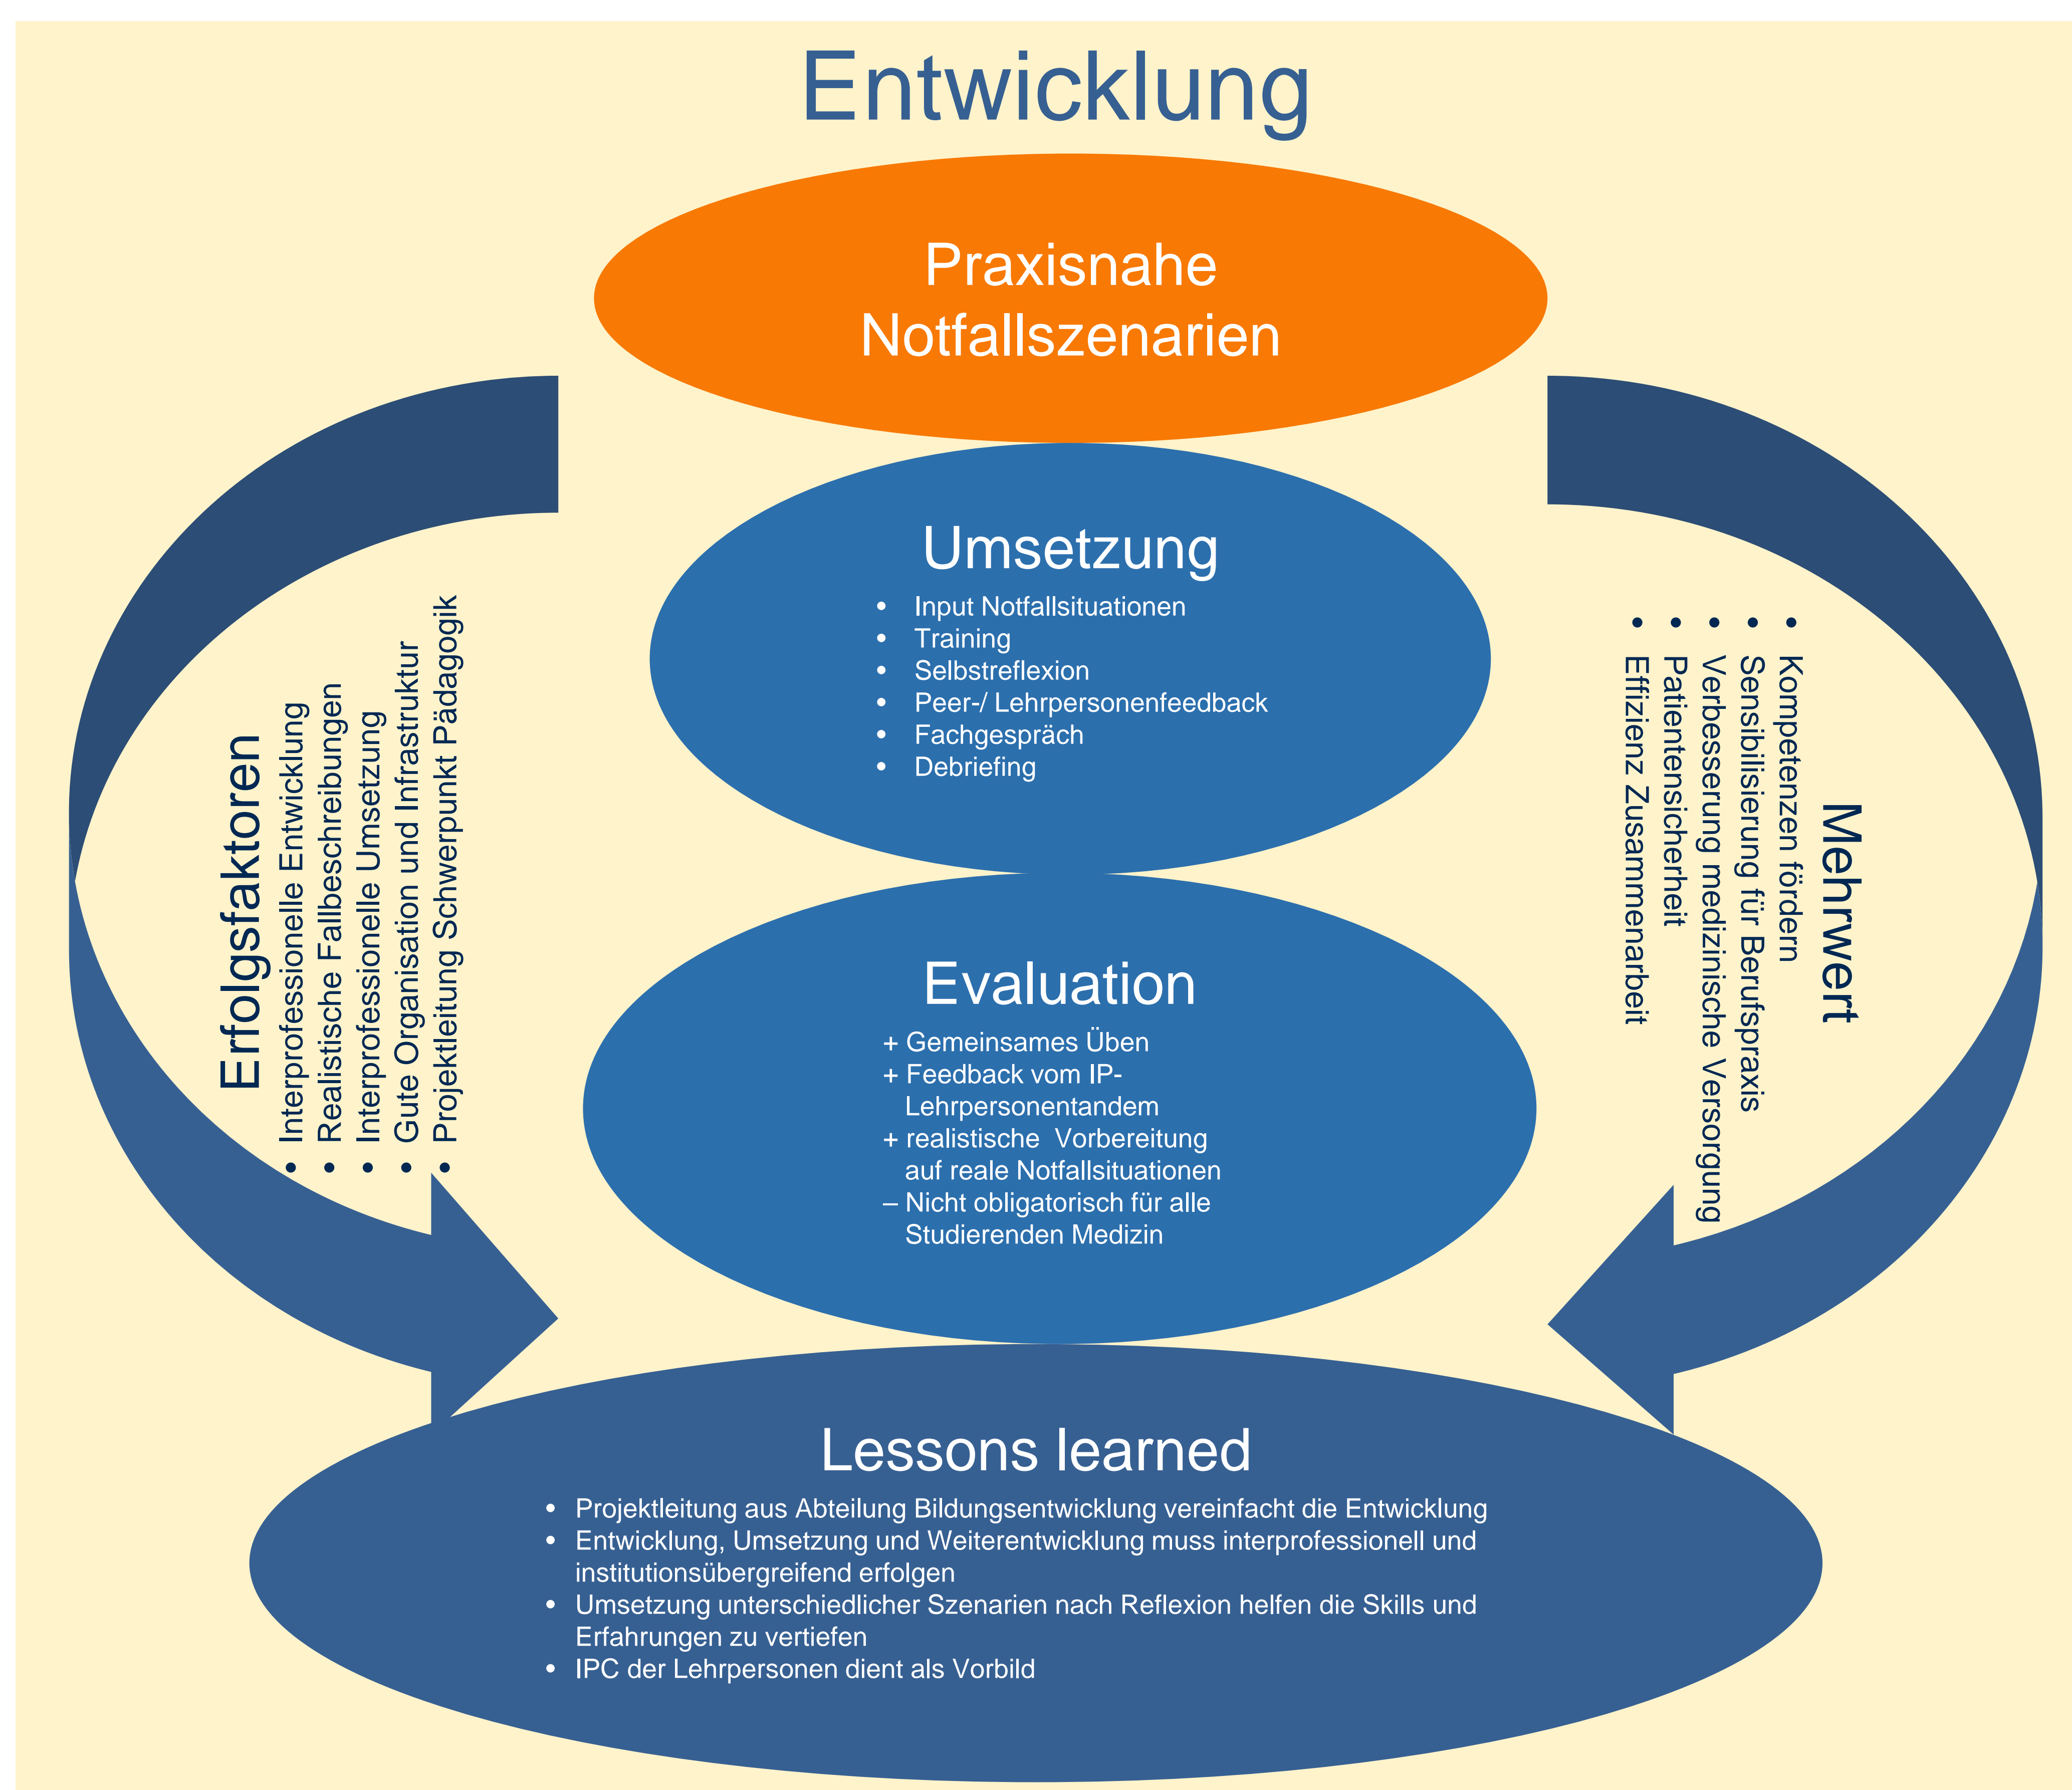 Entwicklung
Praxisnahe
Notfallszenarien
Umsetzung
• Input Notfallsituationen
• Training
• Selbstreflexion
• Peer-/ Lehrpersonenfeedback
• Fachgespräch
• Debriefing
Erfolgsfaktoren
• Interprofessionelle Entwicklung
• Realistische Fallbeschreibungen
• Interprofessionelle Umsetzung
• Gute Organisation und Infrastruktur
• Projektleitung Schwerpunkt Pädagogik
Mehrwert
• Kompetenzen fördern
• Sensibilisierung für Berufspraxis
• Verbesserung medizinische Versorgung
• Patientensicherheit
• Effizienz Zusammenarbeit
Evaluation
+ Gemeinsames Üben
+ Feedback vom IP-
Lehrpersonentandem
+ realistische Vorbereitung
auf reale Notfallsituationen
– Nicht obligatorisch für alle
Studierenden Medizin
Lessons learned
• Projektleitung aus Abteilung Bildungsentwicklung vereinfacht die Entwicklung
• Entwicklung, Umsetzung und Weiterentwicklung muss interprofessionell und
institutionsübergreifend erfolgen
• Umsetzung unterschiedlicher Szenarien nach Reflexion helfen die Skills und
Erfahrungen zu vertiefen
• IPC der Lehrpersonen dient als Vorbild